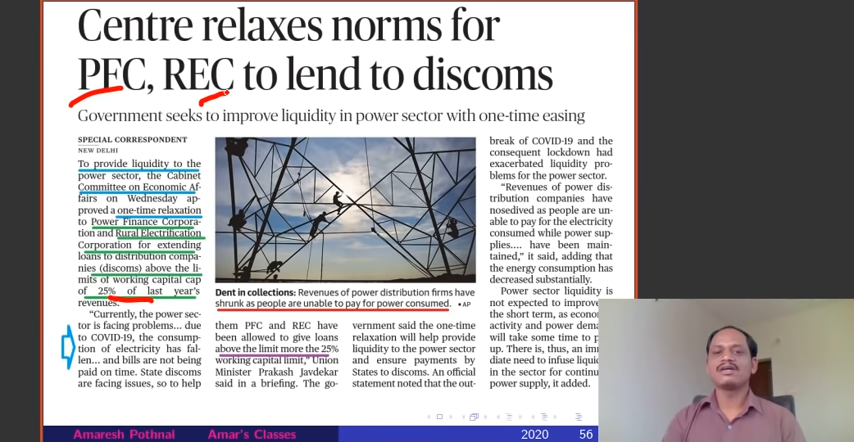 Centre relaxes norms for
PFC, REC to lend to discoms
Government seeks to improve liquidity in power sector with one-time easing
SPECIAL CORRESPONDENT
NEW DELHI
To provide liquidity to the
power sector, the Cabinet
Committee on Economic Af-
fairs on Wednesday ap-
proved a one-time relaxation
to Power Finance Corpora-
tion and Rural Electrification
Corporation for extending
loans to distribution compa-
nies (discoms) above the li-
mits of working capital cap
of 25% of last year's
revenues.
"Currently, the power sec-
tor is facing problems... due
to COVID-19, the consump-
tion of electricity has fal-
len... and bills are not being
paid on time. State discoms
are facing issues, so to help
Dent in collections: Revenues of power distribution firms have
shrunk as people are unable to pay for power consumed. • AP
them PFC and REC have
been allowed to give loans
above the limit more the 25%
working capital limit," Union
Minister Prakash Javdekar
said in a briefing. The go-
vernment said the one-time
relaxation will help provide
liquidity to the power sector
and ensure payments by
States to discoms. An official
statement noted that the out-
break of COVID-19 and the
consequent lockdown had
exacerbated liquidity pro-
blems for the power sector.
"Revenues of power dis-
tribution companies have
nosedived as people are un-
able to pay for the electricity
consumed while power sup-
plies.... have been main-
tained," it said, adding that
the energy consumption has
decreased substantially.
Power sector liquidity is
not expected to improve
the short term, as econo
activity and power dema
will take some time to p
up. There is, thus, an im
diate need to infuse liqui
in the sector for continu
power supply, it added.
Amaresh Pothnal Amar's Classes 2020 56